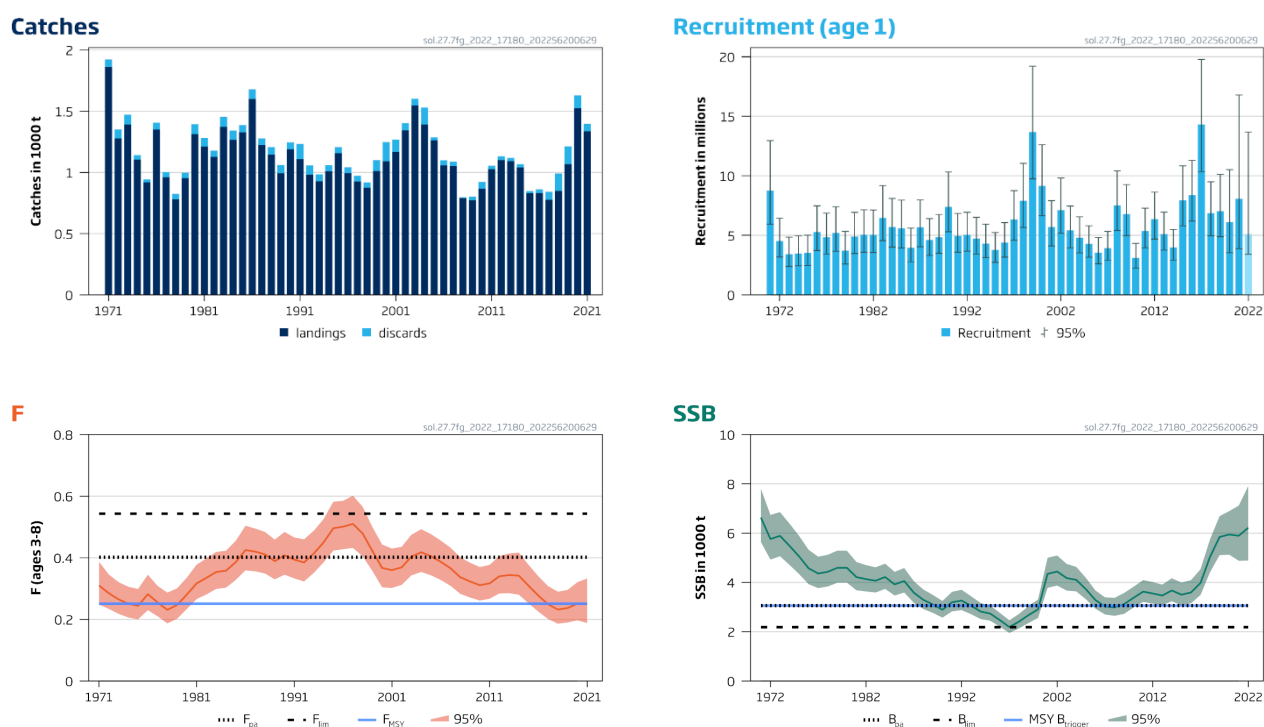 Catches
sol.27.7fg_2022_17180_202256200629
Catches in 1000 t
2
1.5
1
0.5
0
1971 1981 1991 2001 2011 2021
landings discards
Recruitment (age 1)
sol.27.7fg_2022_17180_202256200629
Recruitment in millions
20
15
10
5
0
1972 1982 1992 2002 2012 2022
Recruitment 95%
F
sol.27.7fg_2022_17180_202256200629
F (ages 3-8)
0.8
0.6
0.4
0.2
0
1971 1981 1991 2001 2011 2021
Fpa Flim FMSY 95%
SSB
sol.27.7fg_2022_17180_202256200629
SSB in 1000 t
10
8
6
4
2
0
1972 1982 1992 2002 2012 2022
Bpa Blim MSY Btrigger 95%